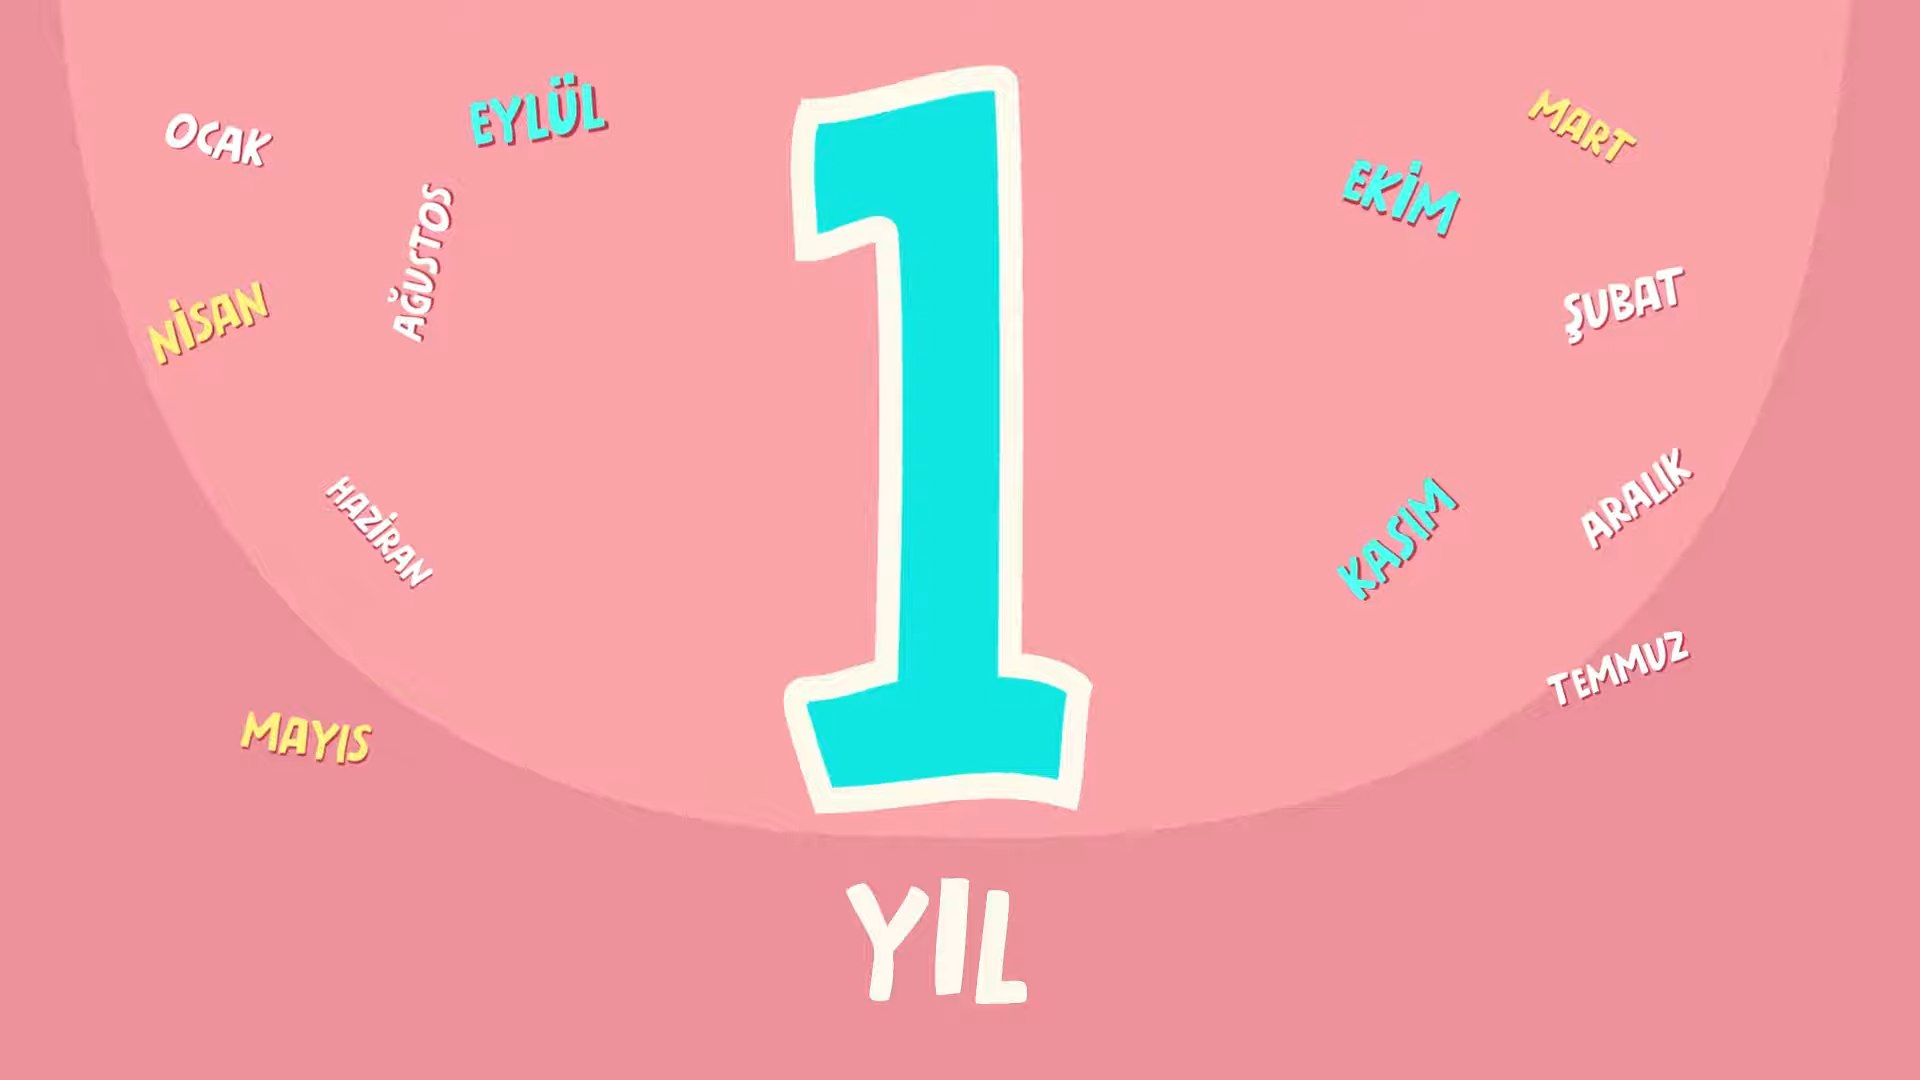 OCAK
EYLÜL
MART
EKİM
AĞUSTOS
NİSAN
ŞUBAT
HAZİRAN
KASIM
ARALIK
TEMMUZ
MAYIS
1
YIL